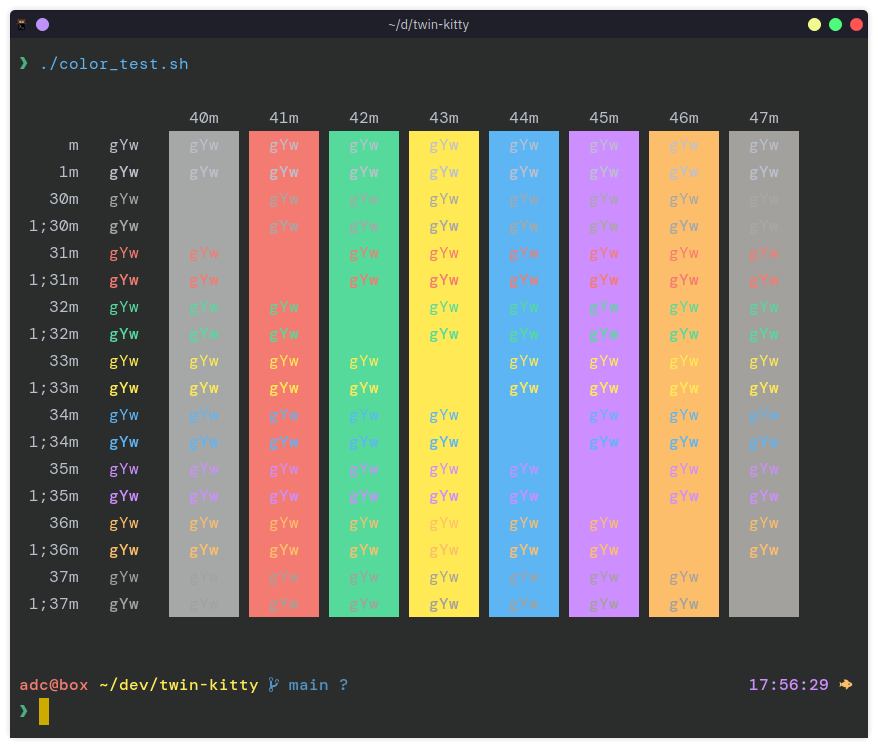 ~/d/twin-kitty
❯ ./color_test.sh
40m 41m 42m 43m 44m 45m 46m 47m
m gYw gYw gYw gYw gYw gYw gYw gYw gYw
1m gYw gYw gYw gYw gYw gYw gYw gYw gYw
30m gYw gYw gYw gYw gYw gYw gYw gYw
1;30m gYw gYw gYw gYw gYw gYw gYw gYw
31m gYw gYw gYw gYw gYw gYw gYw gYw
1;31m gYw gYw gYw gYw gYw gYw gYw gYw
32m gYw gYw gYw gYw gYw gYw gYw gYw
1;32m gYw gYw gYw gYw gYw gYw gYw gYw
33m gYw gYw gYw gYw gYw gYw gYw gYw
1;33m gYw gYw gYw gYw gYw gYw gYw gYw
34m gYw gYw gYw gYw gYw gYw gYw gYw
1;34m gYw gYw gYw gYw gYw gYw gYw gYw
35m gYw gYw gYw gYw gYw gYw gYw gYw
1;35m gYw gYw gYw gYw gYw gYw gYw gYw
36m gYw gYw gYw gYw gYw gYw gYw gYw
1;36m gYw gYw gYw gYw gYw gYw gYw gYw
37m gYw gYw gYw gYw gYw gYw gYw gYw
1;37m gYw gYw gYw gYw gYw gYw gYw gYw
adc@box ~/dev/twin-kitty main ? 17:56:29
❯